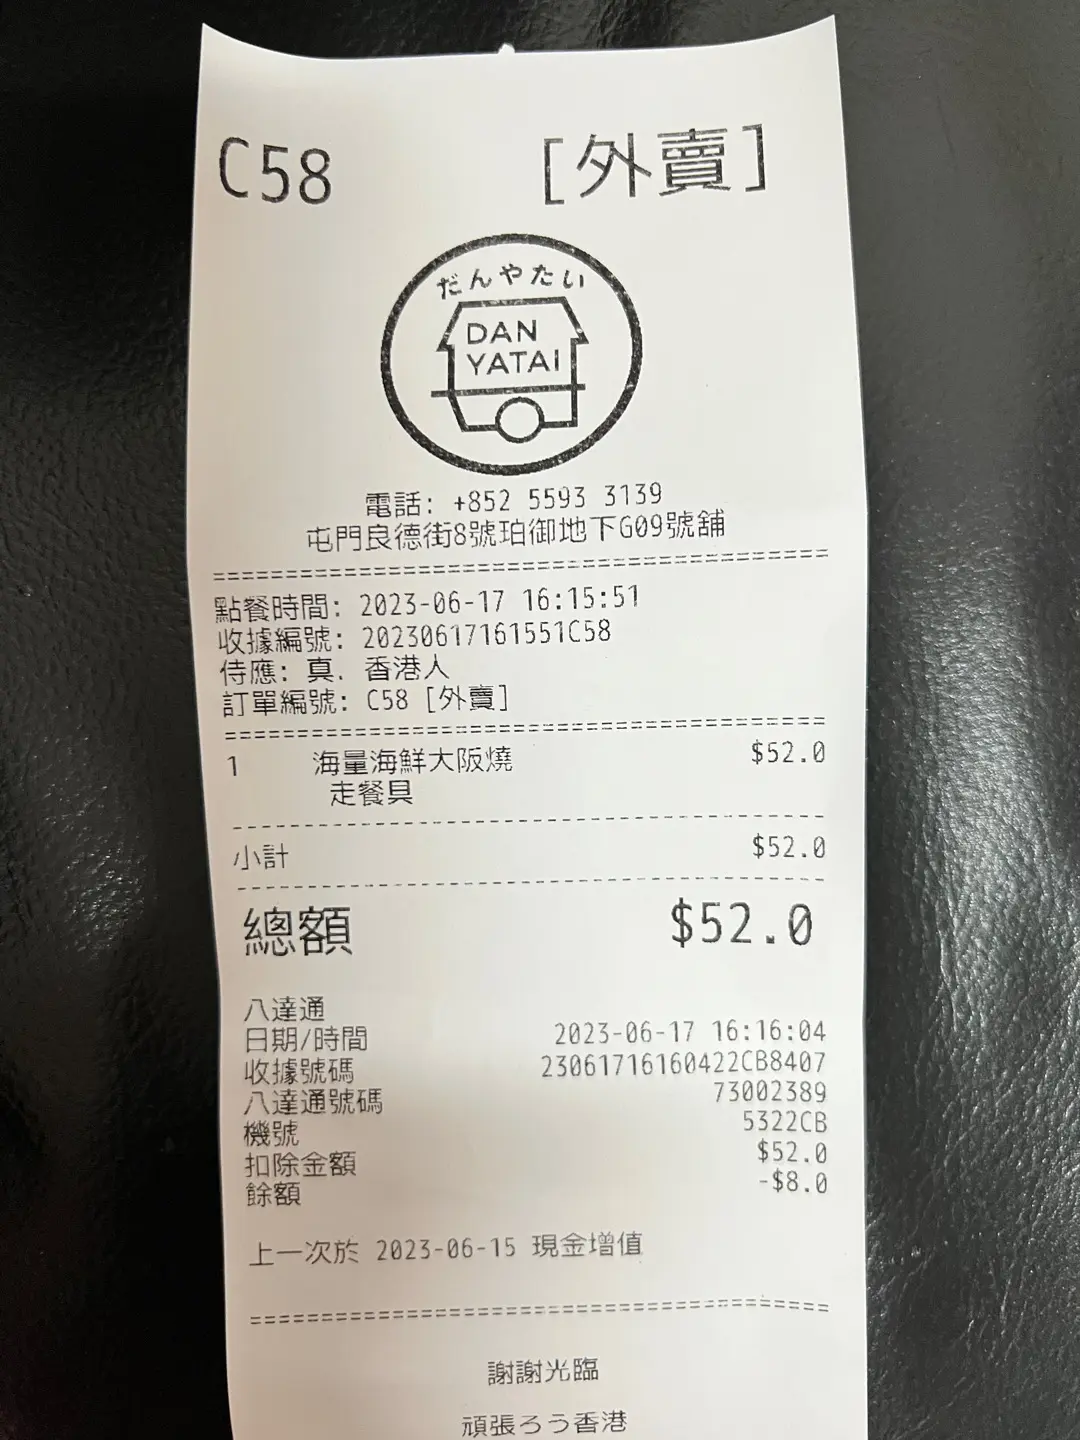 C58 [外賣]
だんやたい
DAN
YATAI
電話: +852 5593 3139
屯門良德街8號珀御地下G09號舖
========================================
點餐時間: 2023-06-17 16:15:51
收據編號: 20230617161551C58
侍應: 真．香港人
訂單編號: C58 [外賣]
========================================
1 海量海鮮大阪燒 $52.0
走餐具
----------------------------------------
小計 $52.0
----------------------------------------
總額 $52.0
八達通
日期/時間 2023-06-17 16:16:04
收據號碼 23061716160422CB8407
八達通號碼 73002389
機號 5322CB
扣除金額 $52.0
餘額 -$8.0
上一次於 2023-06-15 現金增值
========================================
謝謝光臨
頑張ろう香港